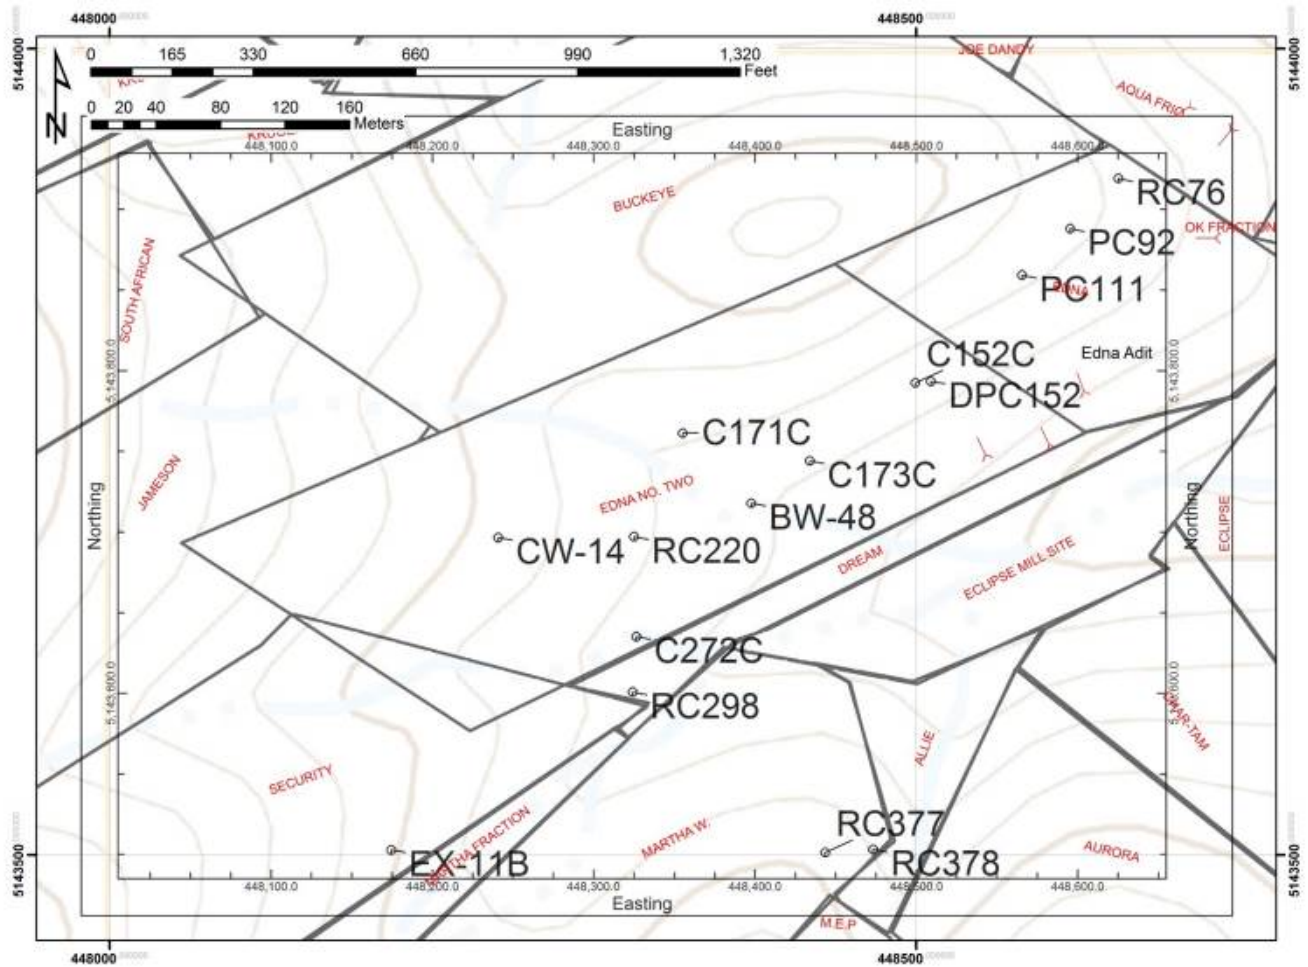 448000
448500
5144000
5144000
0 165 330 660 990 1,320
Feet
0 20 40 80 120 160
Meters
JOE DANDY
AQUA FRIO
Easting
448,100.0 448,200.0 448,300.0 448,400.0 448,500.0 448,600.0
RC76
BUCKEYE
OK FRACTION
PC92
SOUTH AFRICAN
PC111
EDNA
C152C
Edna Adit
5,143,800.0
5,143,800.0
DPC152
C171C
C173C
JAMESON
EDNA NO. TWO
Northing
Northing
BW-48
ECLIPSE
CW-14
RC220
DREAM
ECLIPSE MILL SITE
C272C
5,143,600.0
5,143,600.0
RC298
ALLIE
SECURITY
RC377
MARTHA FRACTION
MARTHA W.
EX-11B
RC378
AURORA
5143500
5143500
448,100.0 448,200.0 448,300.0 448,400.0 448,500.0 448,600.0
Easting
M.E.P
448000
448500